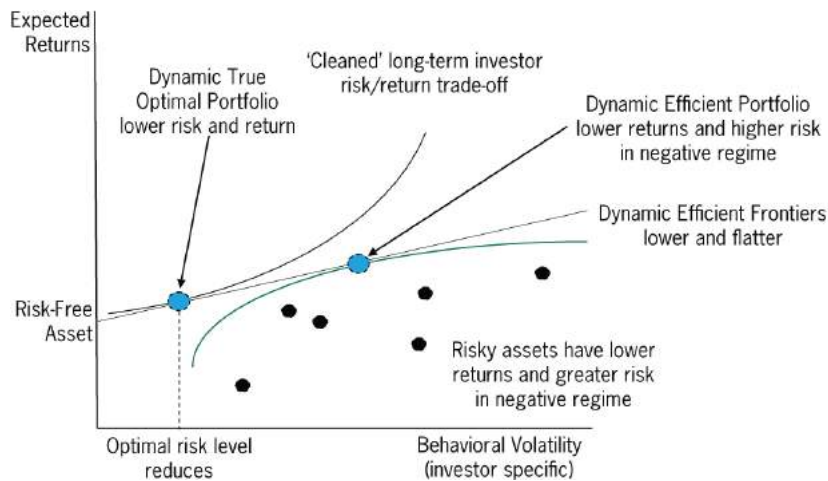 Expected
Returns
Dynamic True
Optimal Portfolio
lower risk and return
‘Cleaned’ long-term investor
risk/return trade-off
Dynamic Efficient Portfolio
lower returns and higher risk
in negative regime
Dynamic Efficient Frontiers
lower and flatter
Risk-Free
Asset
Risky assets have lower
returns and greater risk
in negative regime
Optimal risk level
reduces
Behavioral Volatility
(investor specific)